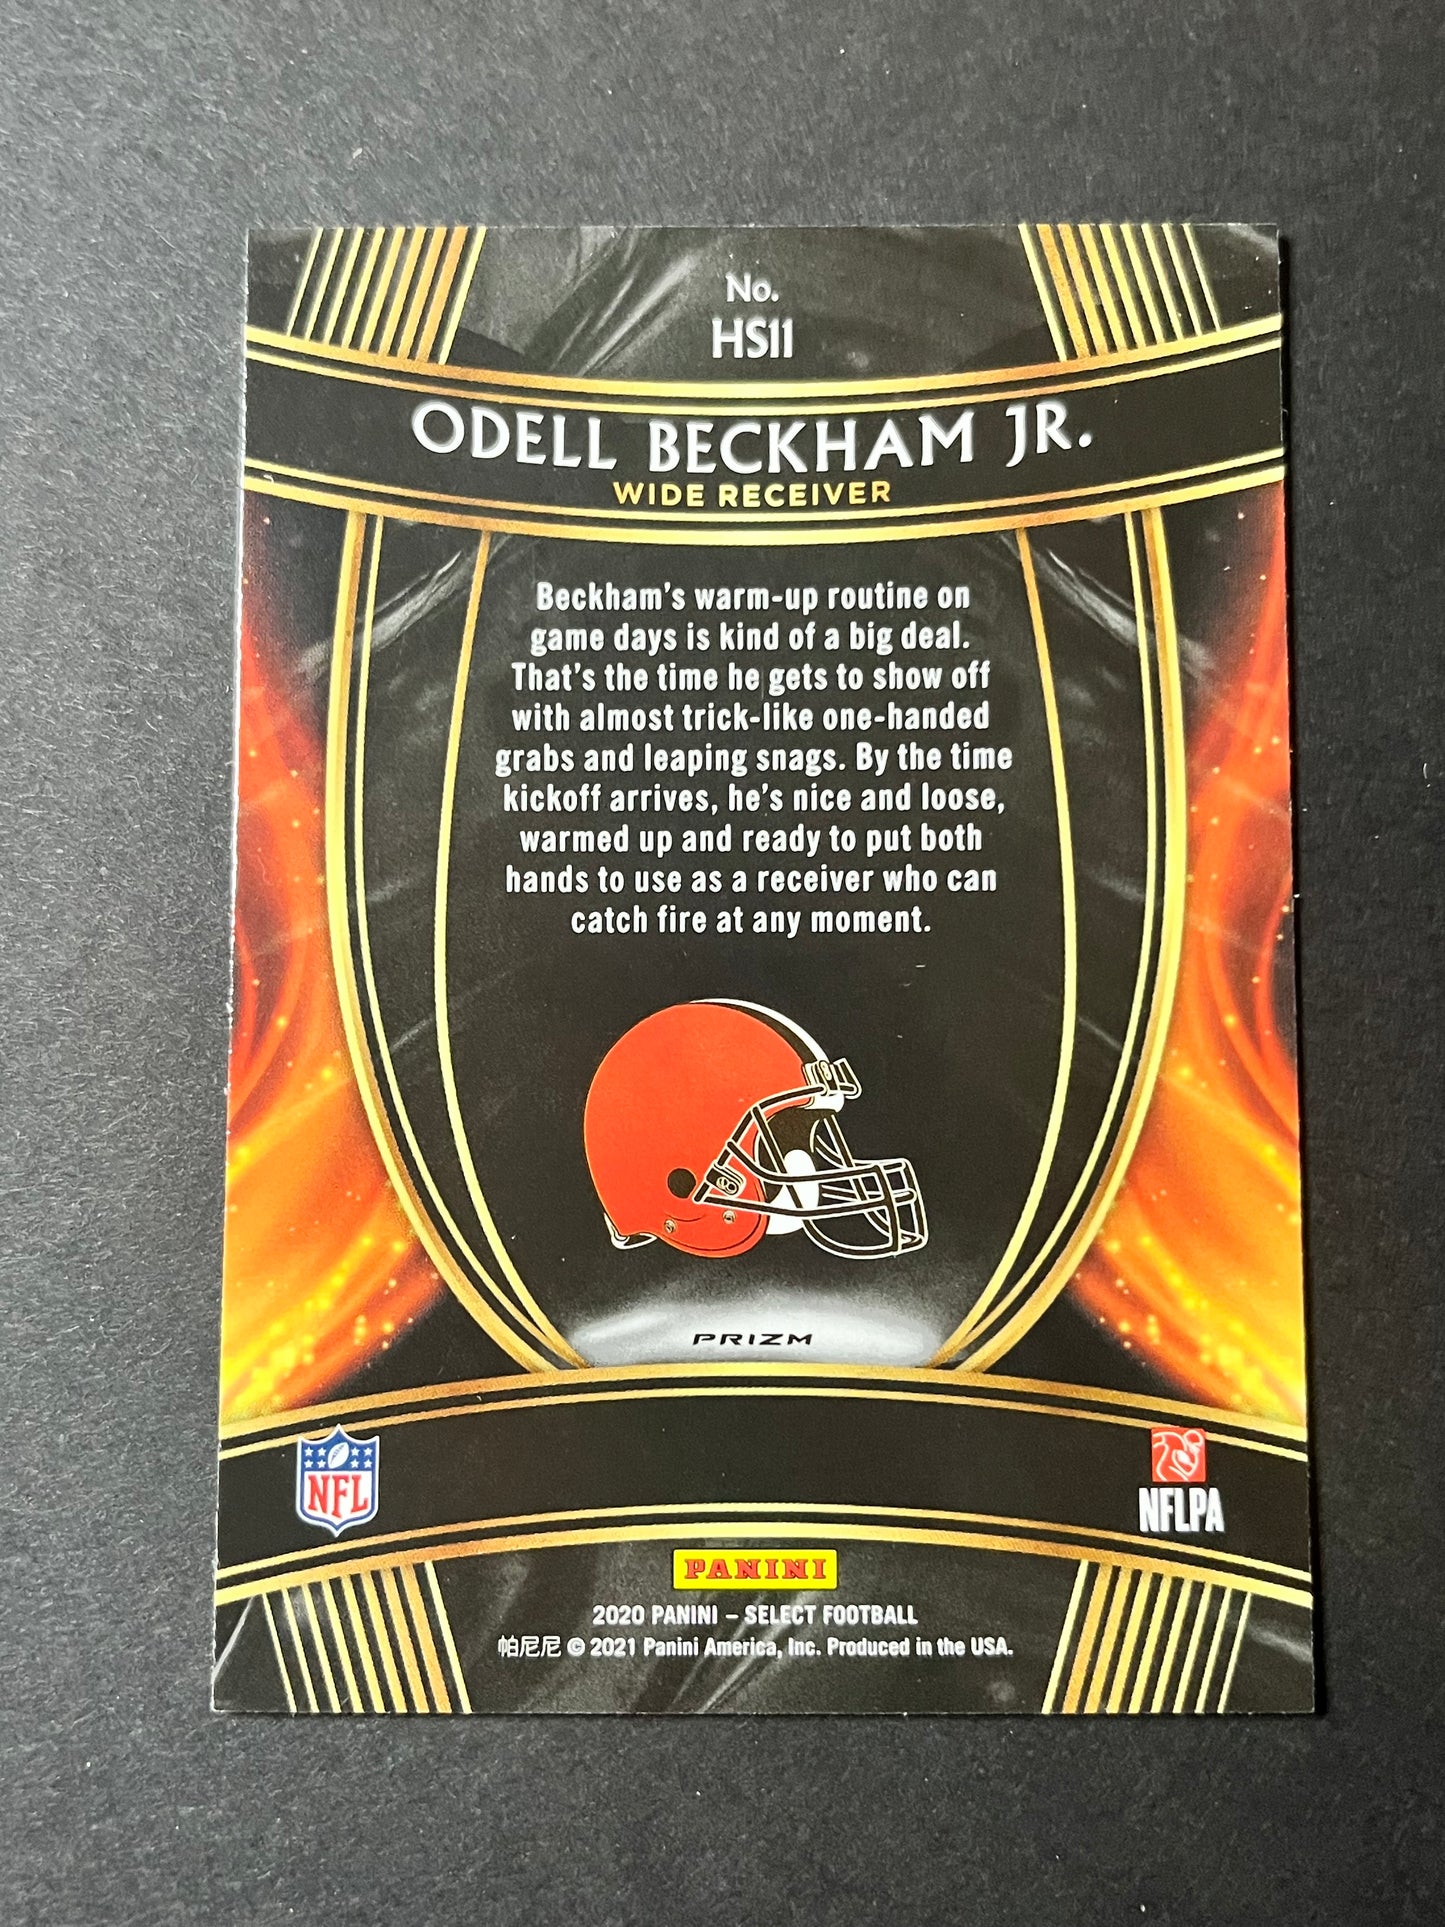 No.
HS11
ODELL BECKHAM JR.
WIDE RECEIVER
Beckham's warm-up routine on
game days is kind of a big deal.
That's the time he gets to show off
with almost trick-like one-handed
grabs and leaping snags. By the time
kickoff arrives, he's nice and loose,
warmed up and ready to put both
hands to use as a receiver who can
catch fire at any moment.
PRIZM
NFL
NFLPA
PANINI
2020 PANINI – SELECT FOOTBALL
帕尼尼 © 2021 Panini America, Inc. Produced in the USA.